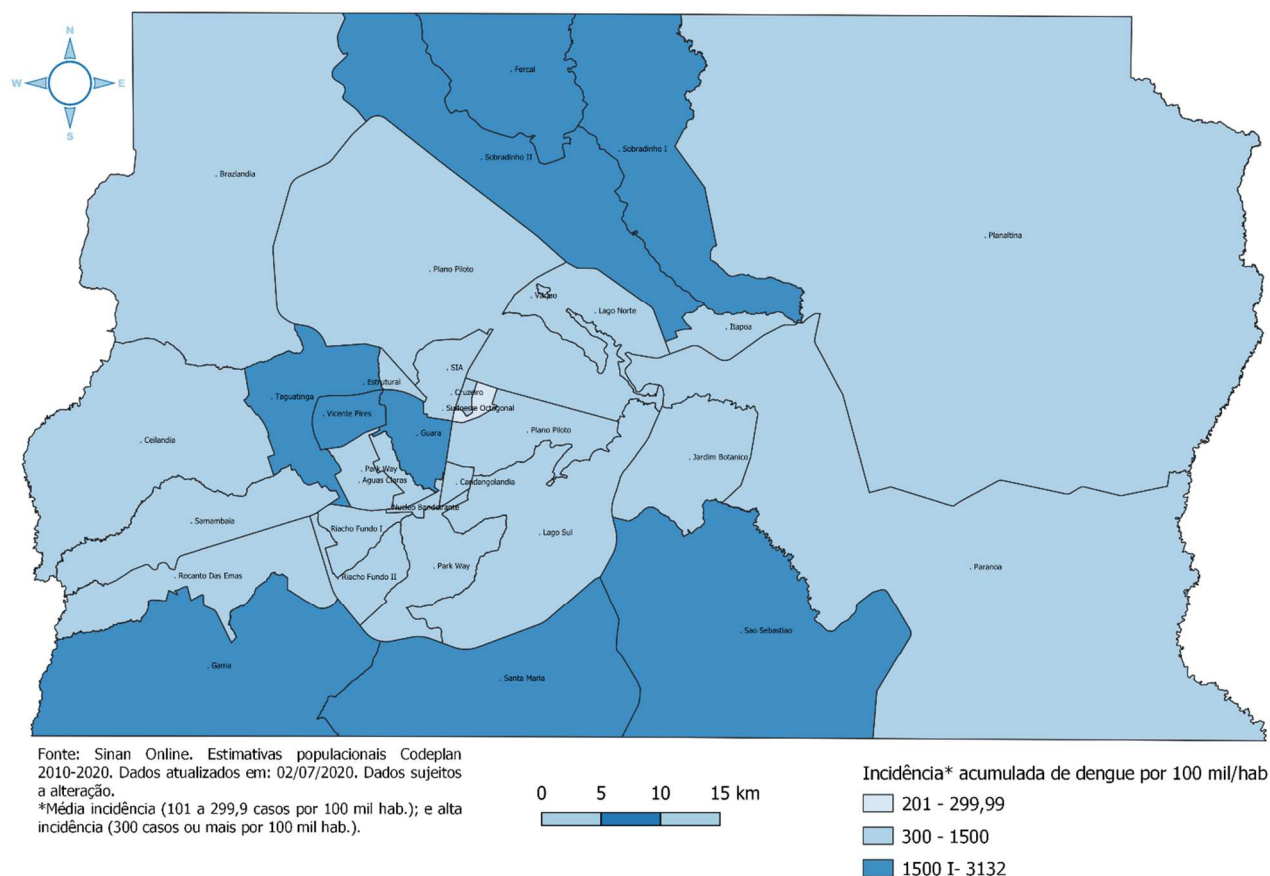 N
W
E
S
. Fercal
. Sobradinho II
. Sobradinho I
. Brazlandia
. Planaltina
. Plano Piloto
. Lago Norte
. Itapoa
. SIA
. Estrutural
. Cruzeiro
. Taguatinga
. Sudoeste Octagonal
. Vicente Pires
. Guara
. Plano Piloto
. Ceilandia
. Jardim Botanico
. Park Way
. Aguas Claras
. Candangolandia
. Nucleo Bandeirante
. Samambaia
. Riacho Fundo I
. Lago Sul
. Recanto Das Emas
. Riacho Fundo II
. Park Way
. Paranoa
. Sao Sebastiao
. Gama
. Santa Maria
Fonte: Sinan Online. Estimativas populacionais Codeplan
2010-2020. Dados atualizados em: 02/07/2020. Dados sujeitos
a alteração.
*Média incidência (101 a 299,9 casos por 100 mil hab.); e alta
incidência (300 casos ou mais por 100 mil hab.).
0 5 10 15 km
Incidência* acumulada de dengue por 100 mil/hab
201 - 299,99
300 - 1500
1500 I- 3132